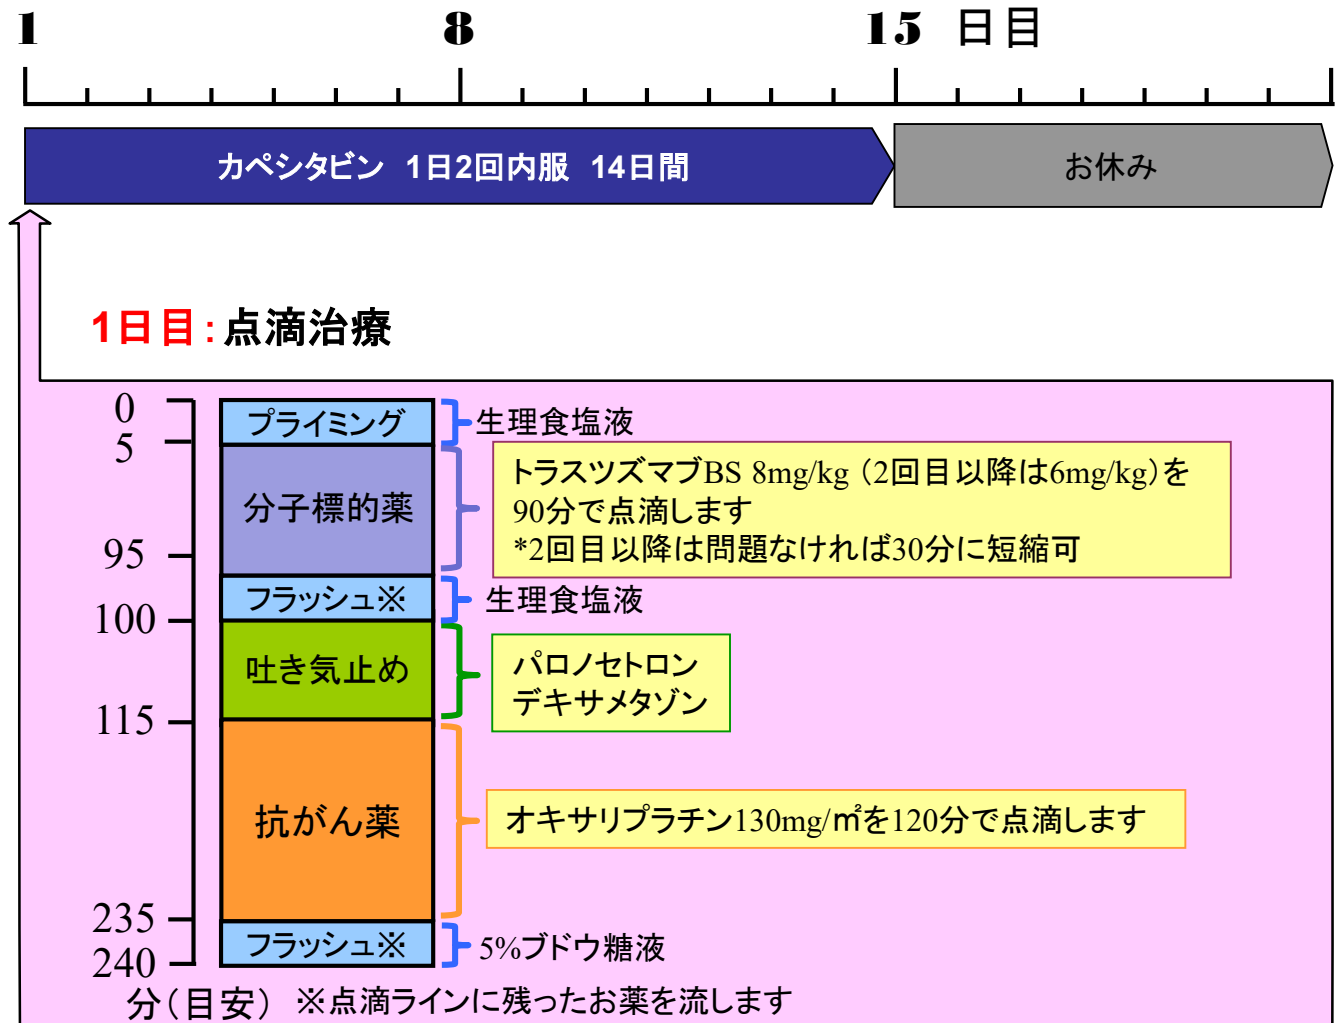 1 8 15 日目
カペシタビン 1日2回内服 14日間
お休み
1日目：点滴治療
0
プライミング
生理食塩液
5
分子標的薬
トラスツズマブBS 8mg/kg （2回目以降は6mg/kg）を
90分で点滴します
*2回目以降は問題なければ30分に短縮可
95
フラッシュ※
生理食塩液
100
吐き気止め
パロノセトロン
デキサメタゾン
115
抗がん薬
オキサリプラチン130mg/㎡を120分で点滴します
235
フラッシュ※
5%ブドウ糖液
240
分（目安） ※点滴ラインに残ったお薬を流します